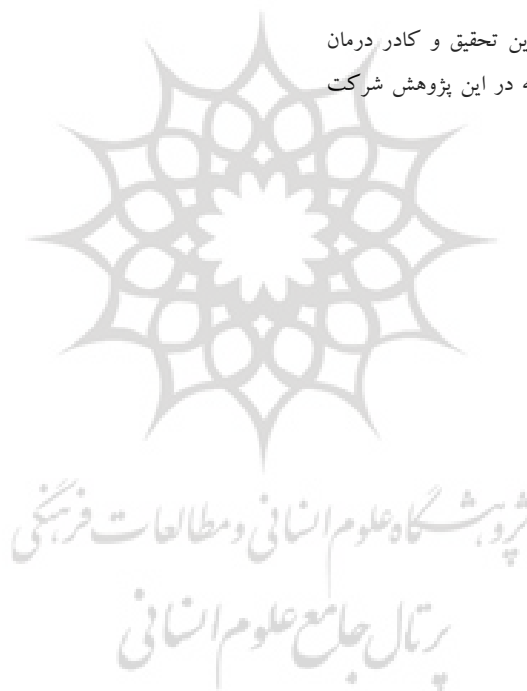 ین تحقیق و کادر درمان
ه در این پژوهش شرکت
پژوهشگاه علوم انسانی و مطالعات فرهنگی
پرتال جامع علوم انسانی